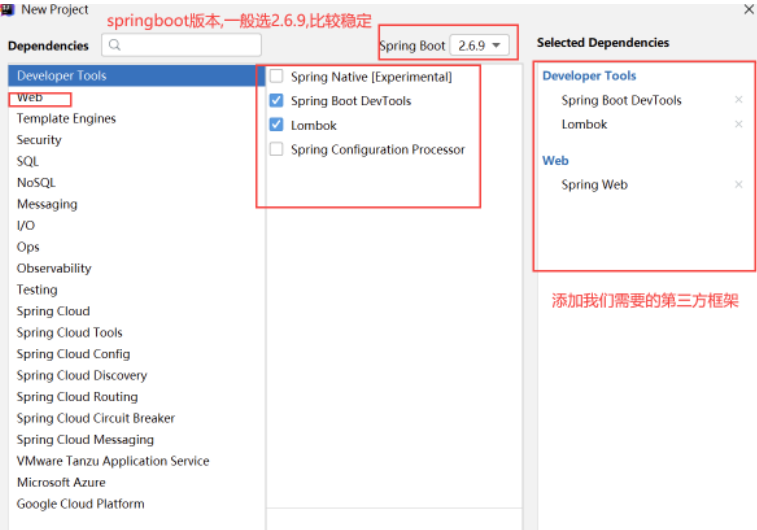 New Project
springboot版本,一般选2.6.9,比较稳定
Dependencies
Spring Boot 2.6.9
Selected Dependencies
Developer Tools
Web
Template Engines
Security
SQL
NoSQL
Messaging
I/O
Ops
Observability
Testing
Spring Cloud
Spring Cloud Tools
Spring Cloud Config
Spring Cloud Discovery
Spring Cloud Routing
Spring Cloud Circuit Breaker
Spring Cloud Messaging
VMware Tanzu Application Service
Microsoft Azure
Google Cloud Platform
Spring Native [Experimental]
Spring Boot DevTools
Lombok
Spring Configuration Processor
Developer Tools
Spring Boot DevTools
Lombok
Web
Spring Web
添加我们需要的第三方框架